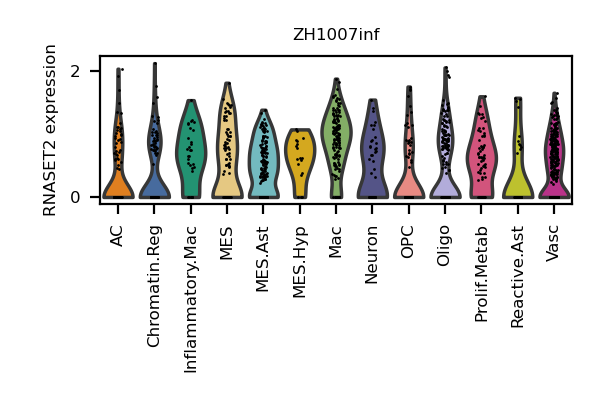 ZH1007inf
RNASET2 expression
2
0
AC
Chromatin.Reg
Inflammatory.Mac
MES
MES.Ast
MES.Hyp
Mac
Neuron
OPC
Oligo
Prolif.Metab
Reactive.Ast
Vasc